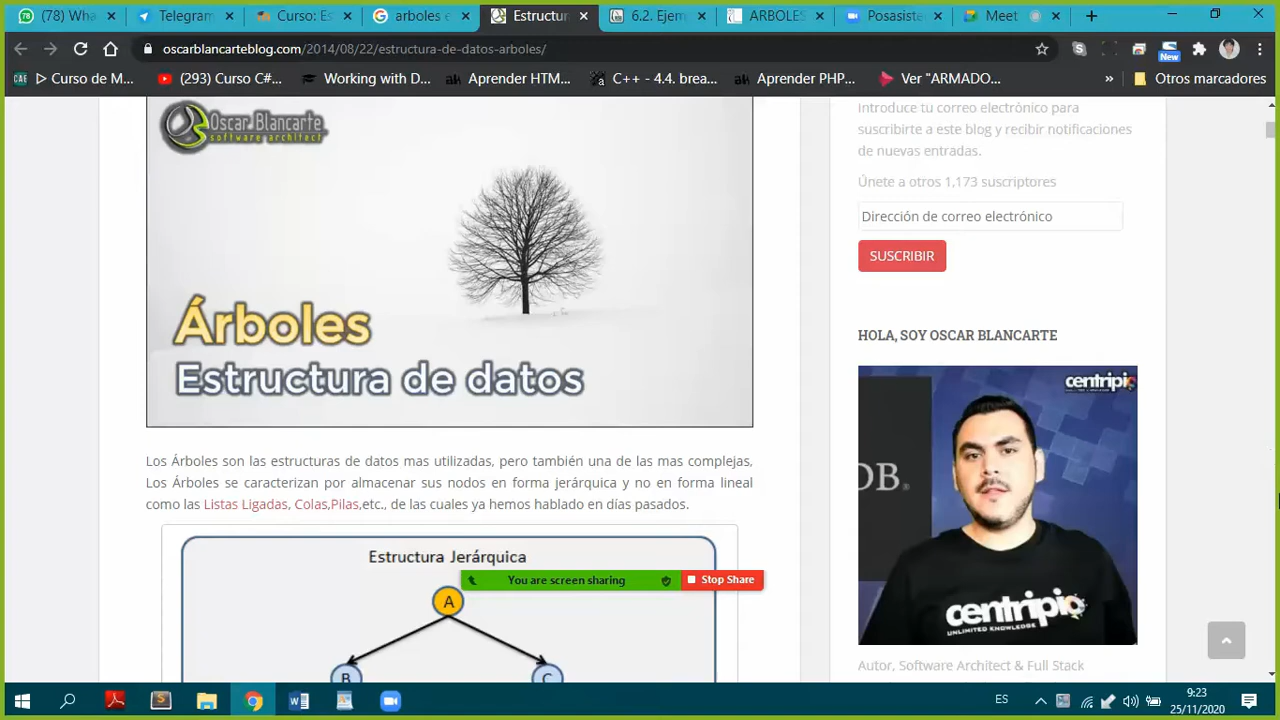 (78) Wha
Telegram
Curso: Es
arboles e
Estructur
6.2. Ejem
ARBOLES
Posasiste
Meet
oscarblancarteblog.com/2014/08/22/estructura-de-datos-arboles/
New
▷ Curso de M...
(293) Curso C#...
Working with D...
Aprender HTM...
C++ - 4.4. brea...
Aprender PHP...
Ver "ARMADO...
»
Otros marcadores
Oscar Blancarte
software architect
Árboles
Estructura de datos
Los Árboles son las estructuras de datos mas utilizadas, pero también una de las mas complejas,
Los Árboles se caracterizan por almacenar sus nodos en forma jerárquica y no en forma lineal
como las Listas Ligadas, Colas,Pilas,etc., de las cuales ya hemos hablado en días pasados.
Estructura Jerárquica
You are screen sharing
Stop Share
A
B
C
Introduce tu correo electrónico para
suscribirte a este blog y recibir notificaciones
de nuevas entradas.
Únete a otros 1,173 suscriptores
Dirección de correo electrónico
SUSCRIBIR
HOLA, SOY OSCAR BLANCARTE
centripio
DB.
centripio
UNLIMITED KNOWLEDGE
Autor, Software Architect & Full Stack
ES
9:23
25/11/2020